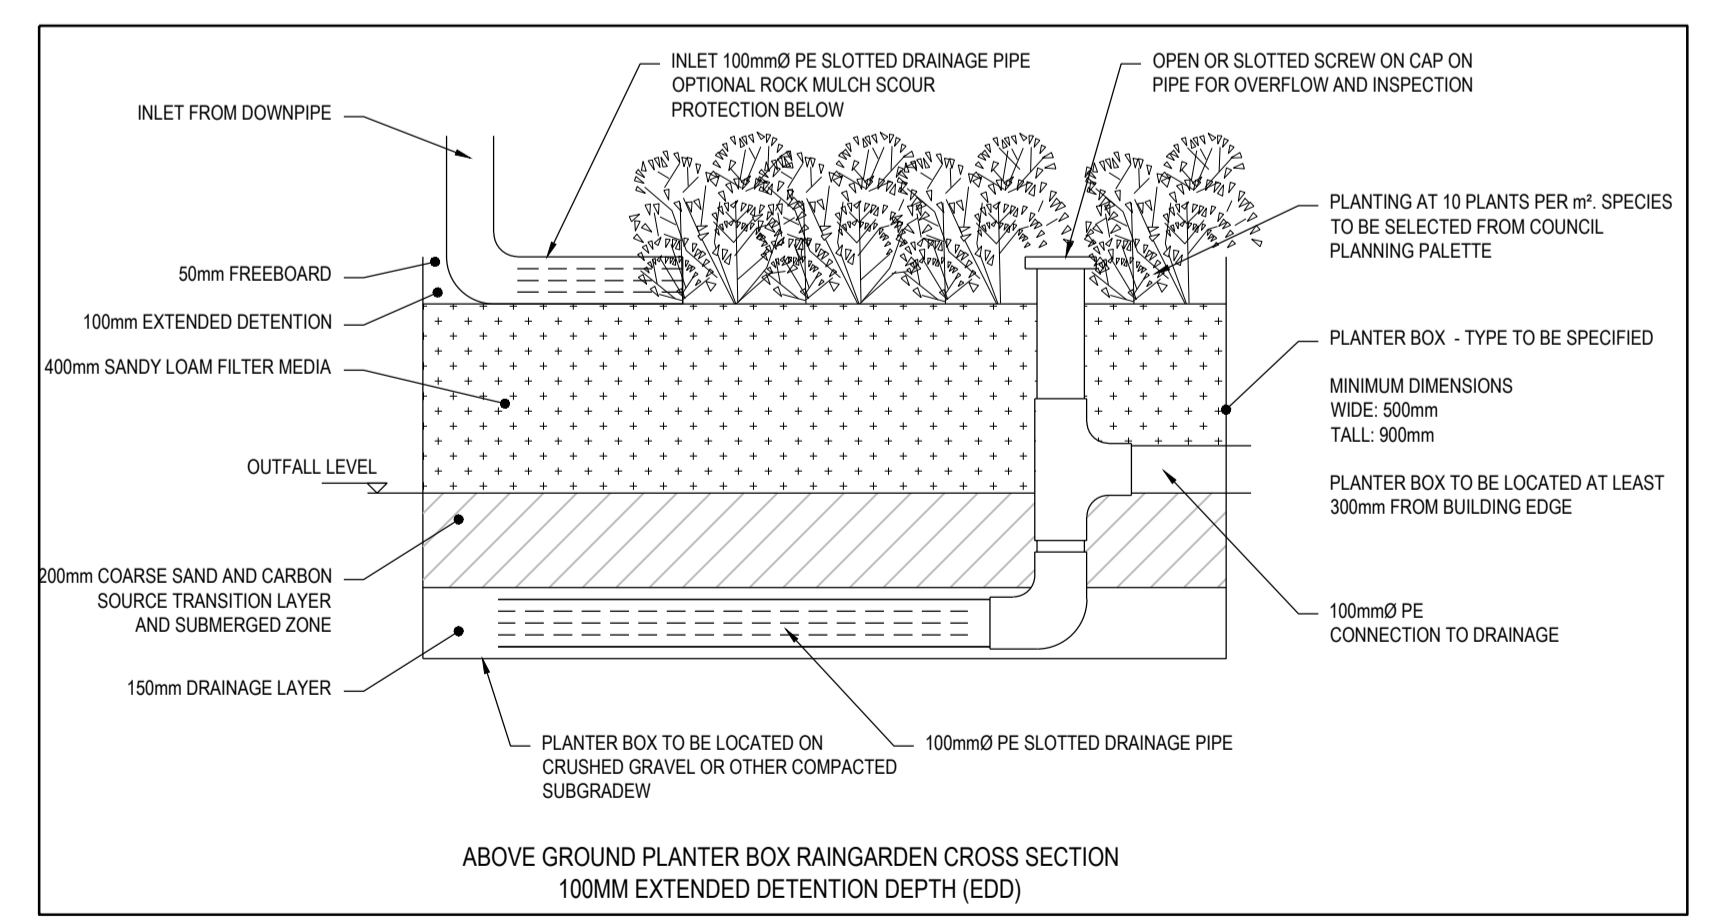 INLET 100mmØ PE SLOTTED DRAINAGE PIPE
OPTIONAL ROCK MULCH SCOUR
PROTECTION BELOW
OPEN OR SLOTTED SCREW ON CAP ON
PIPE FOR OVERFLOW AND INSPECTION
INLET FROM DOWNPIPE
PLANTING AT 10 PLANTS PER m². SPECIES
TO BE SELECTED FROM COUNCIL
PLANNING PALETTE
50mm FREEBOARD
100mm EXTENDED DETENTION
400mm SANDY LOAM FILTER MEDIA
PLANTER BOX - TYPE TO BE SPECIFIED
MINIMUM DIMENSIONS
WIDE: 500mm
TALL: 900mm
PLANTER BOX TO BE LOCATED AT LEAST
300mm FROM BUILDING EDGE
OUTFALL LEVEL
200mm COARSE SAND AND CARBON
SOURCE TRANSITION LAYER
AND SUBMERGED ZONE
100mmØ PE
CONNECTION TO DRAINAGE
150mm DRAINAGE LAYER
PLANTER BOX TO BE LOCATED ON
CRUSHED GRAVEL OR OTHER COMPACTED
SUBGRADEW
100mmØ PE SLOTTED DRAINAGE PIPE
ABOVE GROUND PLANTER BOX RAINGARDEN CROSS SECTION
100MM EXTENDED DETENTION DEPTH (EDD)